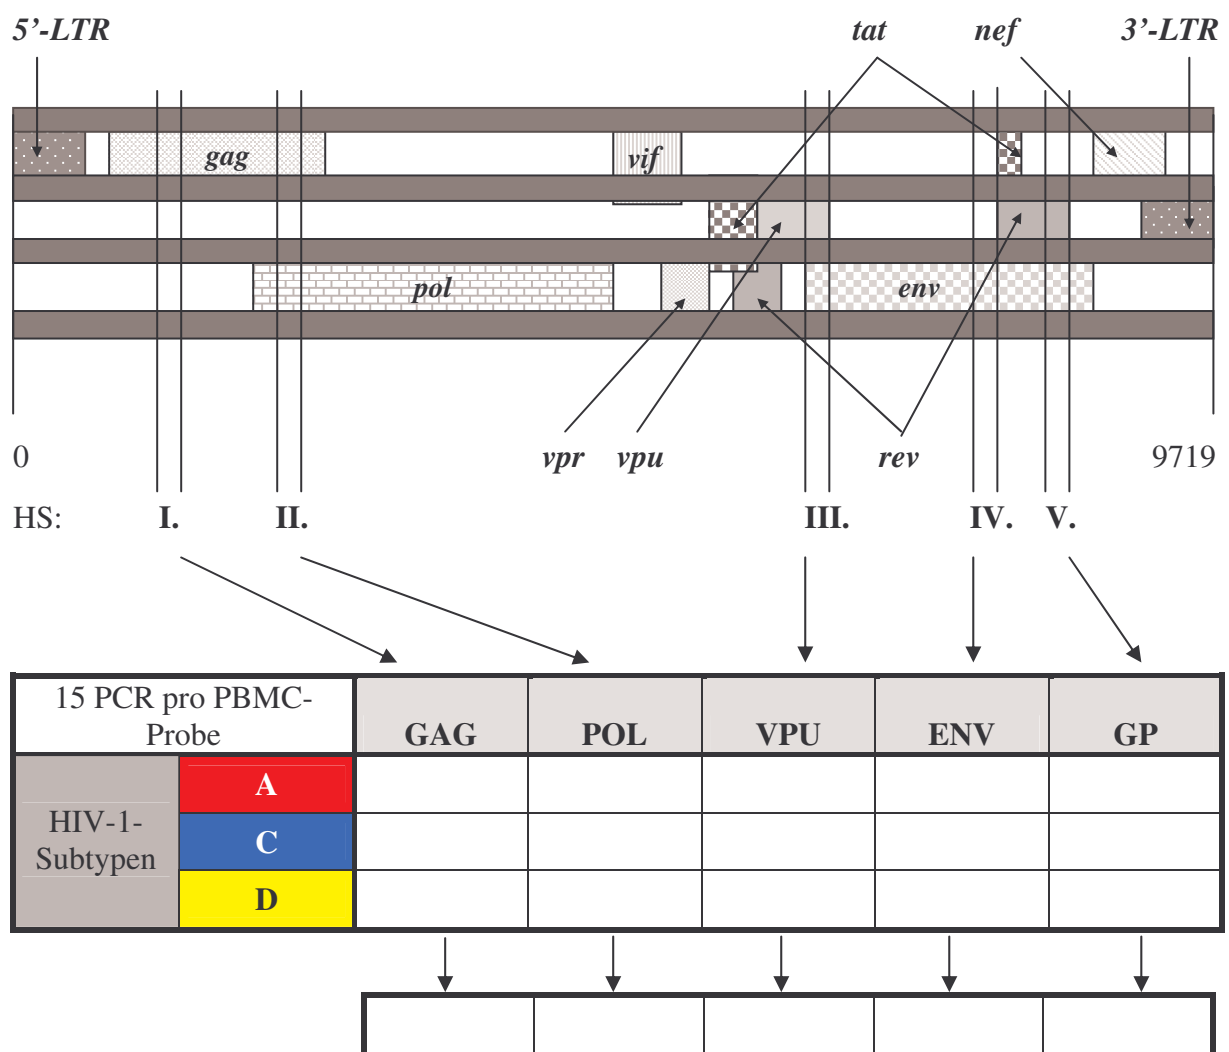 5’-LTR tat nef 3’-LTR
gag vif
pol env
0 vpr vpu rev 9719
HS: I. II. III. IV. V.
15 PCR pro PBMC-
Probe
GAG POL VPU ENV GP
HIV-1-
Subtypen
A
C
D